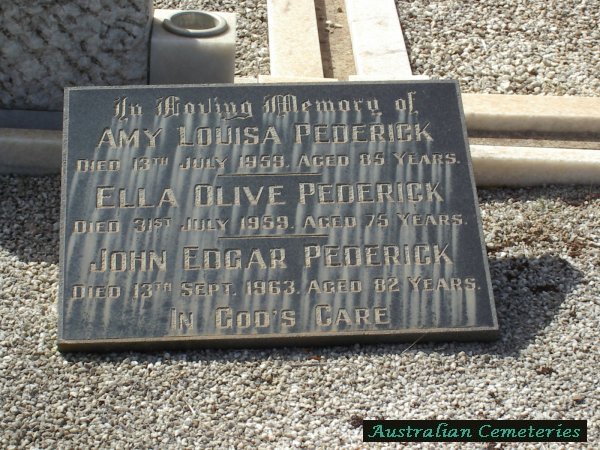 In Loving Memory of
AMY LOUISA PEDERICK
DIED 13TH JULY 1959. AGED 85 YEARS.
ELLA OLIVE PEDERICK
DIED 31ST JULY 1959. AGED 75 YEARS.
JOHN EDGAR PEDERICK
DIED 13TH SEPT. 1963. AGED 82 YEARS.
IN GOD'S CARE
Australian Cemeteries